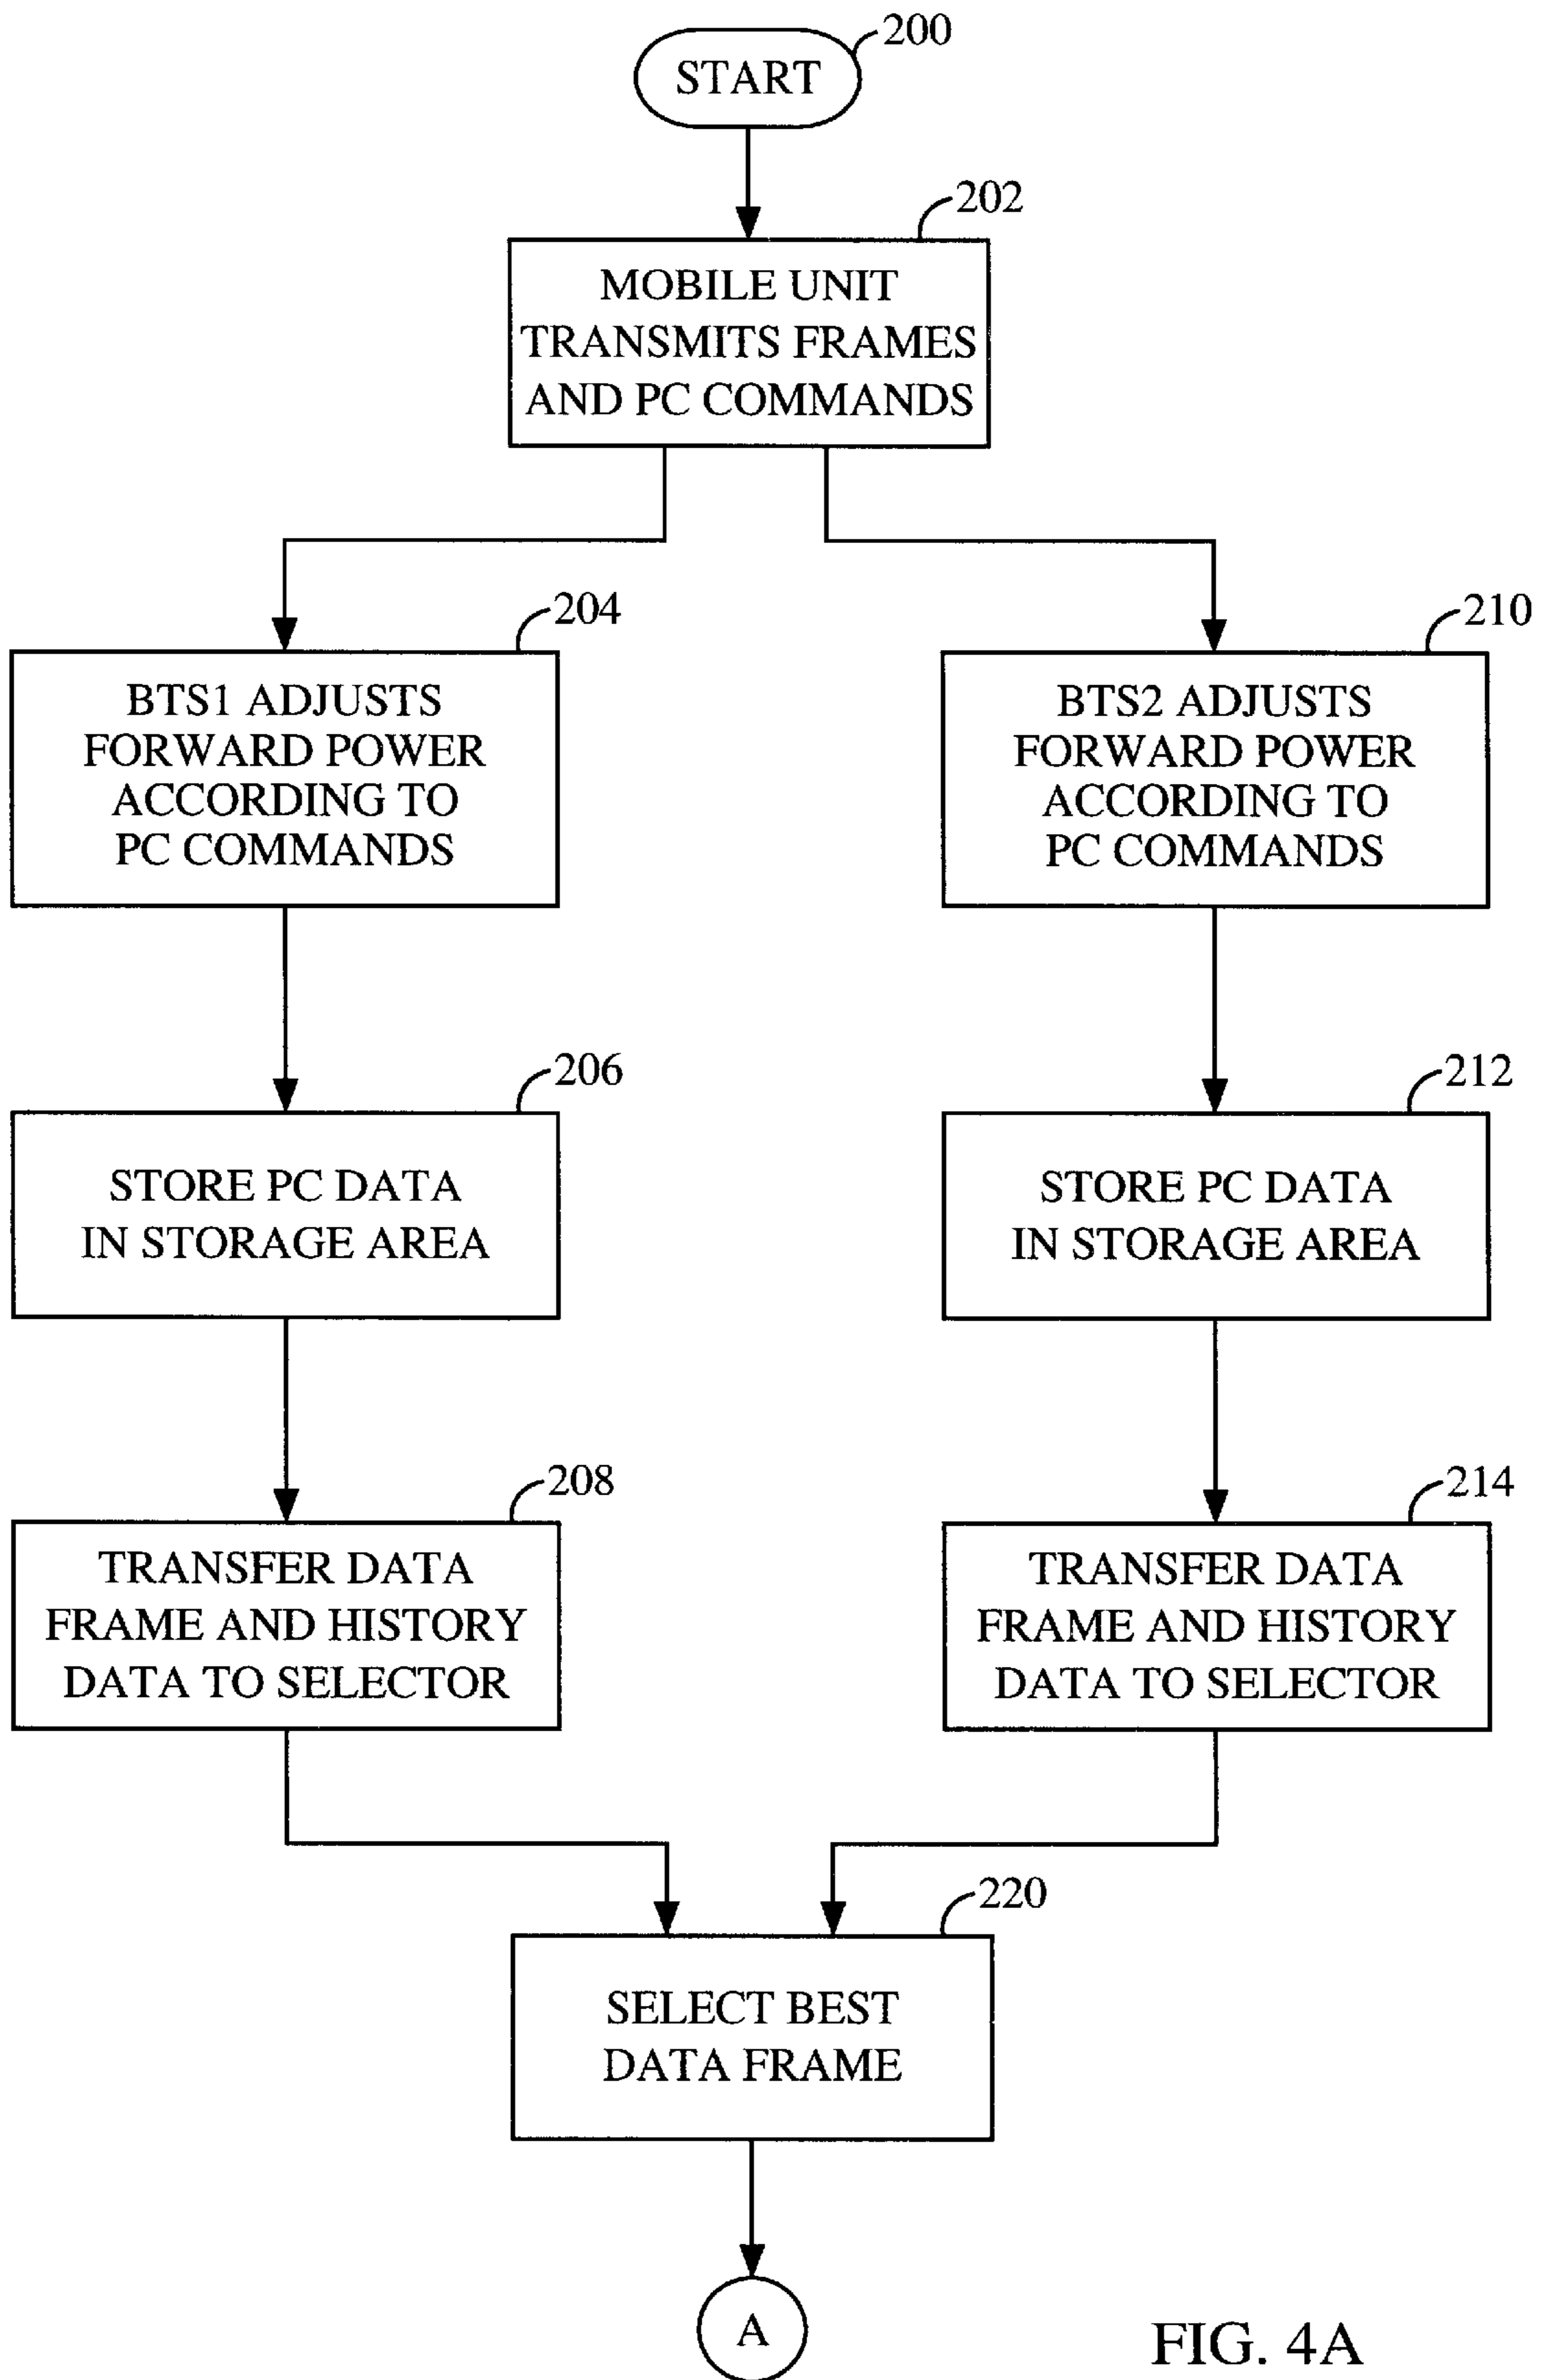 200
START
202
MOBILE UNIT
TRANSMITS FRAMES
AND PC COMMANDS
204
BTS1 ADJUSTS
FORWARD POWER
ACCORDING TO
PC COMMANDS
210
BTS2 ADJUSTS
FORWARD POWER
ACCORDING TO
PC COMMANDS
206
STORE PC DATA
IN STORAGE AREA
212
STORE PC DATA
IN STORAGE AREA
208
TRANSFER DATA
FRAME AND HISTORY
DATA TO SELECTOR
214
TRANSFER DATA
FRAME AND HISTORY
DATA TO SELECTOR
220
SELECT BEST
DATA FRAME
A
FIG. 4A